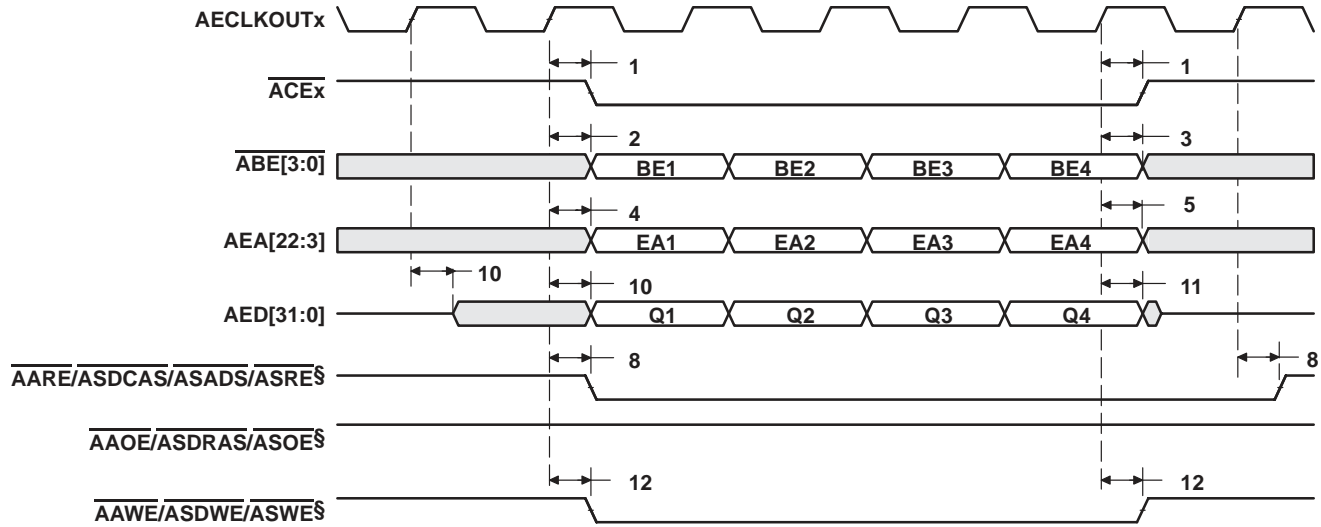 AECLKOUTx
1 1
ACEx
2 3
ABE[3:0] BE1 BE2 BE3 BE4
4 5
AEA[22:3] EA1 EA2 EA3 EA4
10 10 11
AED[31:0] Q1 Q2 Q3 Q4
8 8
AARE/ASDCAS/ASADS/ASRE§
AAOE/ASDRAS/ASOE§
12 12
AAWE/ASDWE/ASWE§